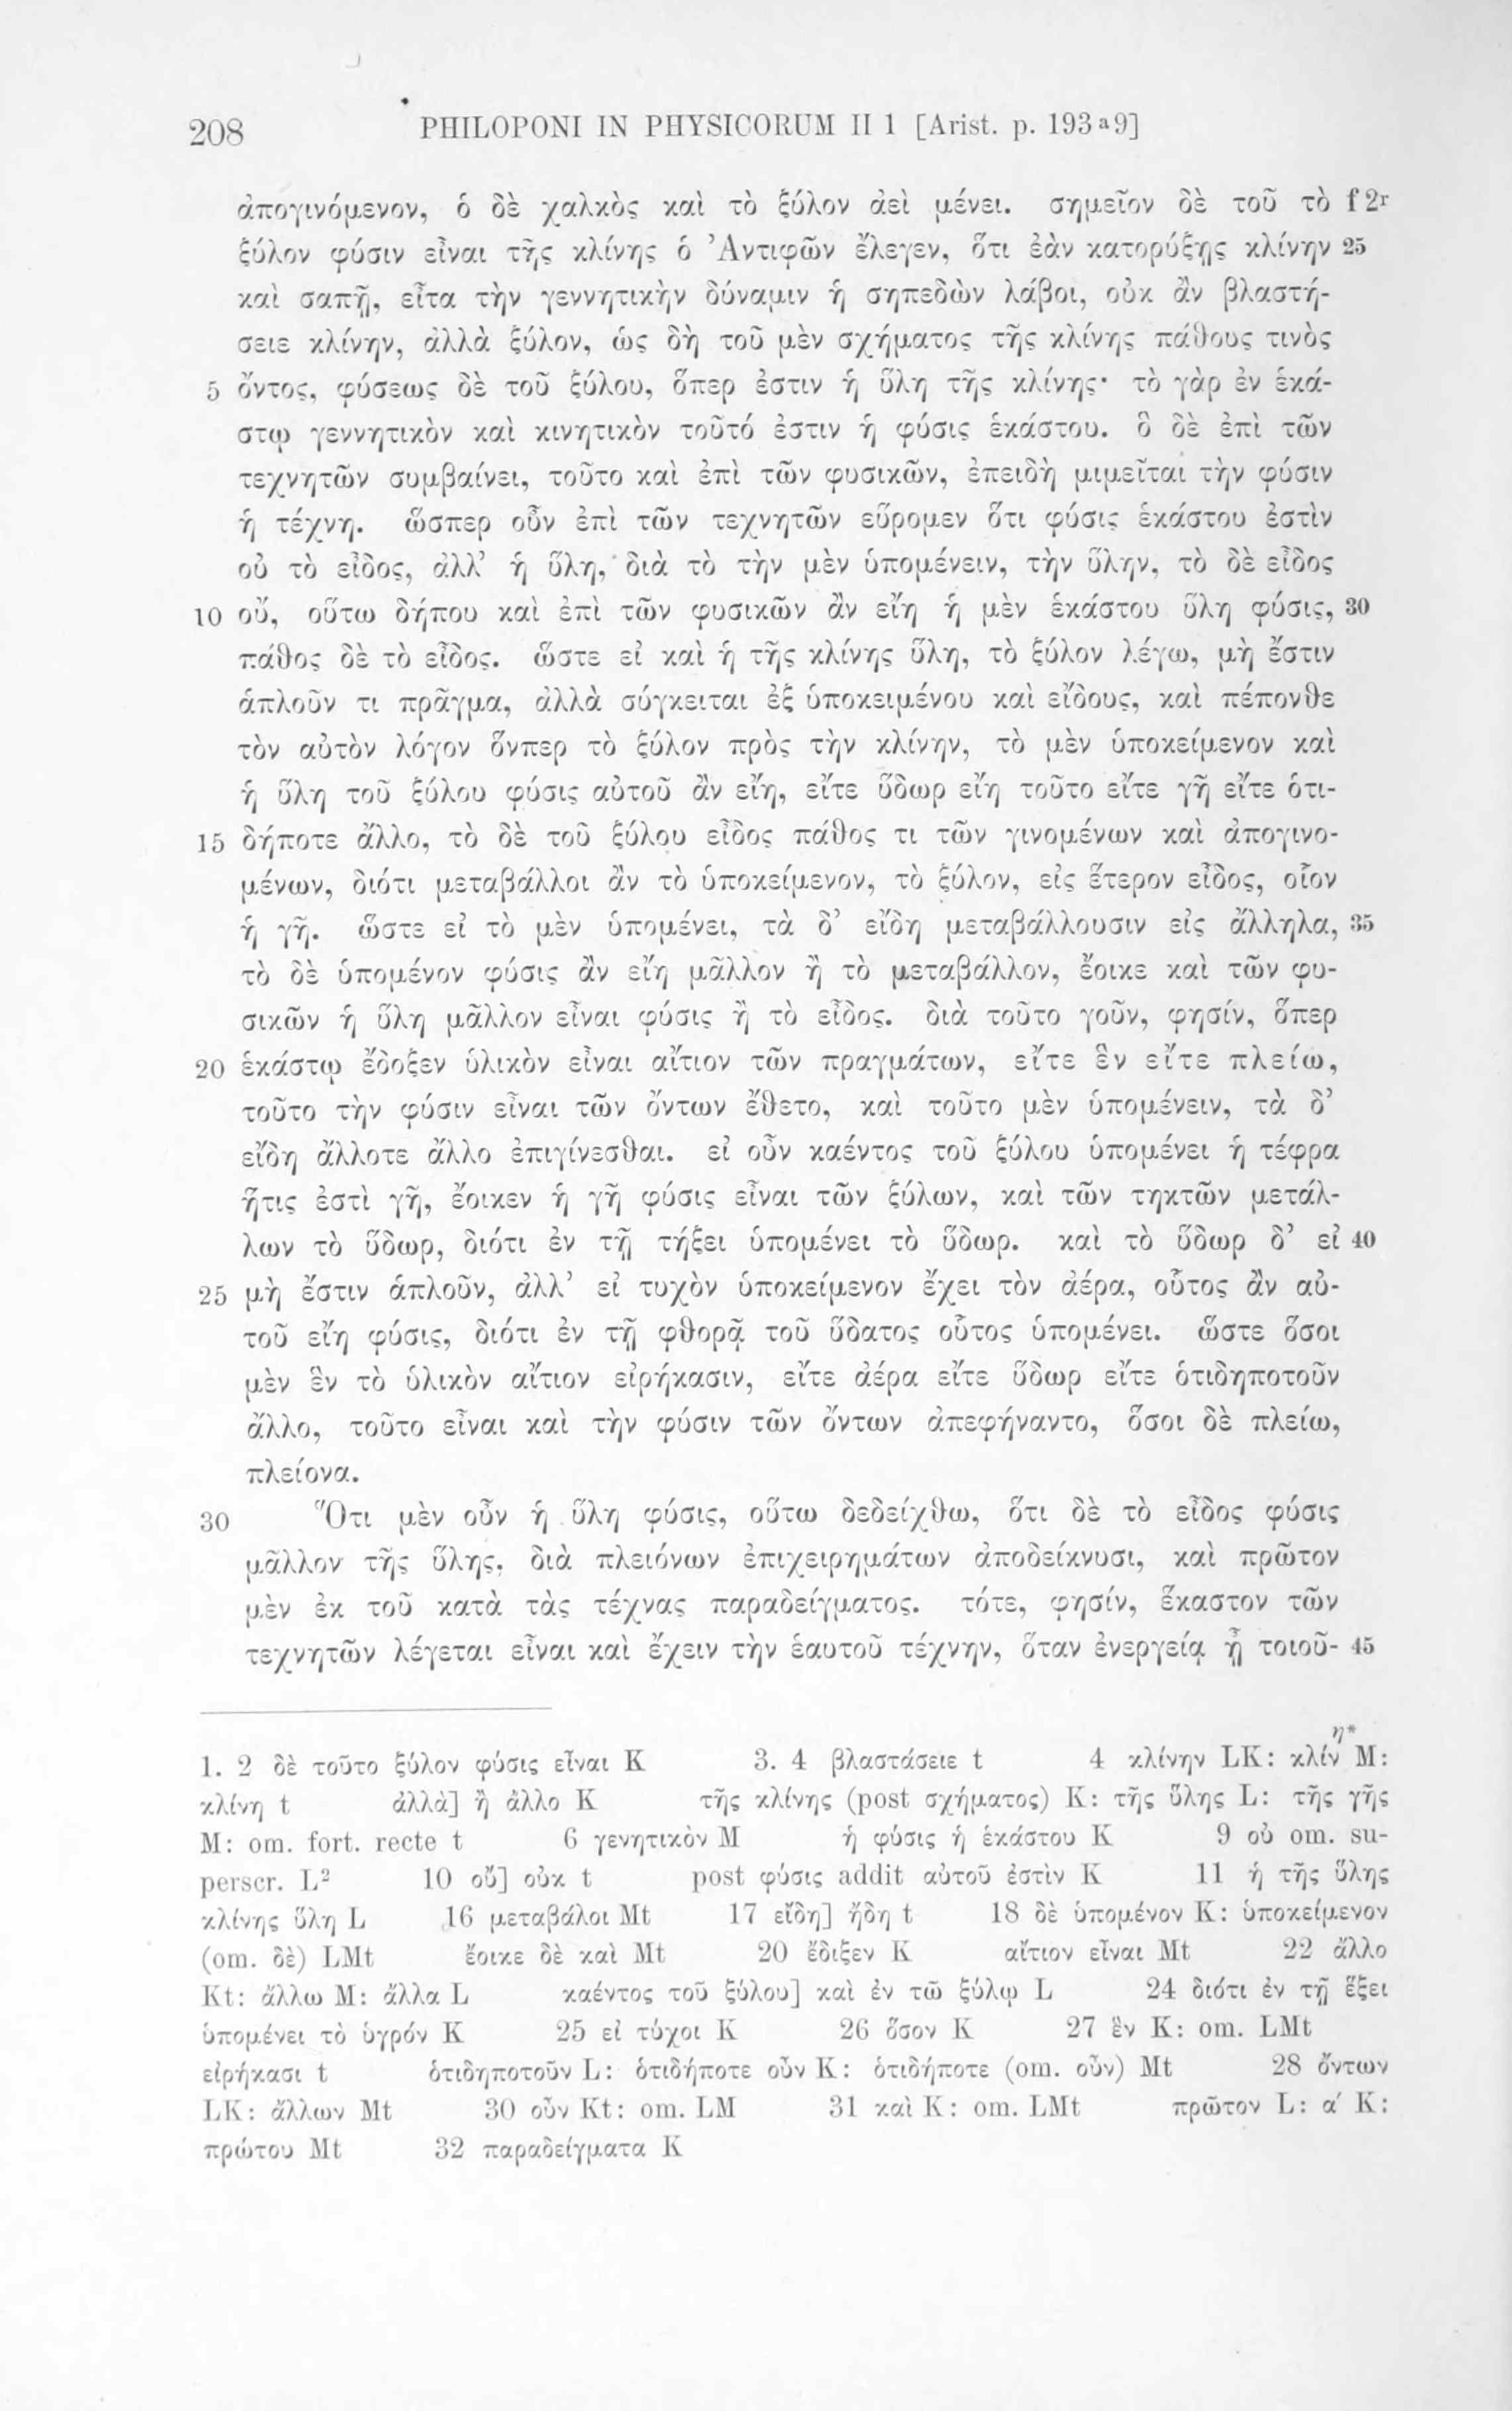 208 PHILOPONI IN PHYSICORUM II 1 [Arist. p. 193 a 9]
ἀπογινόμενον, ὁ δὲ χαλκὸς καὶ τὸ ξύλον ἀεὶ μένει. σημεῖον δὲ τοῦ τὸ f 2r
ξύλον φύσιν εἶναι τῆς κλίνης ὁ Ἀντιφῶν ἔλεγεν, ὅτι ἐὰν κατορύξῃς κλίνην 25
καὶ σαπῇ, εἶτα τὴν γεννητικὴν δύναμιν ἡ σηπεδὼν λάβοι, οὐκ ἂν βλαστή-
σειε κλίνην, ἀλλὰ ξύλον, ὡς δὴ τοῦ μὲν σχήματος τῆς κλίνης πάθους τινὸς
5 ὄντος, φύσεως δὲ τοῦ ξύλου, ὅπερ ἐστιν ἡ ὕλη τῆς κλίνης· τὸ γὰρ ἐν ἑκά-
στῳ γεννητικὸν καὶ κινητικὸν τοῦτό ἐστιν ἡ φύσις ἑκάστου. ὃ δὲ ἐπὶ τῶν
τεχνητῶν συμβαίνει, τοῦτο καὶ ἐπὶ τῶν φυσικῶν, ἐπειδὴ μιμεῖται τὴν φύσιν
ἡ τέχνη. ὥσπερ οὖν ἐπὶ τῶν τεχνητῶν εὕρομεν ὅτι φύσις ἑκάστου ἐστὶν
οὐ τὸ εἶδος, ἀλλ’ ἡ ὕλη, διὰ τὸ τὴν μὲν ὑπομένειν, τὴν ὕλην, τὸ δὲ εἶδος
10 οὔ, οὕτω δήπου καὶ ἐπὶ τῶν φυσικῶν ἂν εἴη ἡ μὲν ἑκάστου ὕλη φύσις, 30
πάθος δὲ τὸ εἶδος. ὥστε εἰ καὶ ἡ τῆς κλίνης ὕλη, τὸ ξύλον λέγω, μὴ ἔστιν
ἁπλοῦν τι πρᾶγμα, ἀλλὰ σύγκειται ἐξ ὑποκειμένου καὶ εἴδους, καὶ πέπονθε
τὸν αὐτὸν λόγον ὅνπερ τὸ ξύλον πρὸς τὴν κλίνην, τὸ μὲν ὑποκείμενον καὶ
ἡ ὕλη τοῦ ξύλου φύσις αὐτοῦ ἂν εἴη, εἴτε ὕδωρ εἴη τοῦτο εἴτε γῆ εἴτε ὁτι-
15 δήποτε ἄλλο, τὸ δὲ τοῦ ξύλου εἶδος πάθος τι τῶν γινομένων καὶ ἀπογινο-
μένων, διότι μεταβάλλοι ἂν τὸ ὑποκείμενον, τὸ ξύλον, εἰς ἕτερον εἶδος, οἷον
ἡ γῆ. ὥστε εἰ τὸ μὲν ὑπομένει, τὰ δ’ εἴδη μεταβάλλουσιν εἰς ἄλληλα, 35
τὸ δὲ ὑπομένον φύσις ἂν εἴη μᾶλλον ἢ τὸ μεταβάλλον, ἔοικε καὶ τῶν φυ-
σικῶν ἡ ὕλη μᾶλλον εἶναι φύσις ἢ τὸ εἶδος. διὰ τοῦτο γοῦν, φησίν, ὅπερ
20 ἑκάστῳ ἔδοξεν ὑλικὸν εἶναι αἴτιον τῶν πραγμάτων, εἴτε ἓν εἴτε πλείω,
τοῦτο τὴν φύσιν εἶναι τῶν ὄντων ἔθετο, καὶ τοῦτο μὲν ὑπομένειν, τὰ δ’
εἴδη ἄλλοτε ἄλλο ἐπιγίνεσθαι. εἰ οὖν καέντος τοῦ ξύλου ὑπομένει ἡ τέφρα
ἥτις ἐστὶ γῆ, ἔοικεν ἡ γῆ φύσις εἶναι τῶν ξύλων, καὶ τῶν τηκτῶν μετάλ-
λων τὸ ὕδωρ, διότι ἐν τῇ τήξει ὑπομένει τὸ ὕδωρ. καὶ τὸ ὕδωρ δ’ εἰ 40
25 μὴ ἔστιν ἁπλοῦν, ἀλλ’ εἰ τυχὸν ὑποκείμενον ἔχει τὸν ἀέρα, οὗτος ἂν αὐ-
τοῦ εἴη φύσις, διότι ἐν τῇ φθορᾷ τοῦ ὕδατος οὗτος ὑπομένει. ὥστε ὅσοι
μὲν ἓν τὸ ὑλικὸν αἴτιον εἰρήκασιν, εἴτε ἀέρα εἴτε ὕδωρ εἴτε ὁτιδηποτοῦν
ἄλλο, τοῦτο εἶναι καὶ τὴν φύσιν τῶν ὄντων ἀπεφήναντο, ὅσοι δὲ πλείω,
πλείονα.
30 Ὅτι μὲν οὖν ἡ ὕλη φύσις, οὕτω δεδείχθω, ὅτι δὲ τὸ εἶδος φύσις
μᾶλλον τῆς ὕλης, διὰ πλειόνων ἐπιχειρημάτων ἀποδείκνυσι, καὶ πρῶτον
μὲν ἐκ τοῦ κατὰ τὰς τέχνας παραδείγματος. τότε, φησίν, ἕκαστον τῶν
τεχνητῶν λέγεται εἶναι καὶ ἔχειν τὴν ἑαυτοῦ τέχνην, ὅταν ἐνεργείᾳ ᾖ τοιοῦ- 45
1. 2 δὲ τοῦτο ξύλον φύσις εἶναι K 3. 4 βλαστάσειε t 4 κλίνην LK: κλίνη* M:
κλίνη t ἀλλὰ] ἢ ἄλλο K τῆς κλίνης (post σχήματος) K: τῆς ὕλης L: τῆς γῆς
M: om. fort. recte t 6 γενητικὸν M ἡ φύσις ἡ ἑκάστου K 9 οὐ om. su-
perscr. L² 10 οὔ] οὐκ t post φύσις addit αὐτοῦ ἐστὶν K 11 ἡ τῆς ὕλης
κλίνης ὕλη L 16 μεταβάλοι Mt 17 εἴδη] ἤδη t 18 δὲ ὑπομένον K: ὑποκείμενον
(om. δὲ) LMt ἔοικε δὲ καὶ Mt 20 ἔδιξεν K αἴτιον εἶναι Mt 22 ἄλλο
Kt: ἄλλω M: ἄλλα L καέντος τοῦ ξύλου] καὶ ἐν τῶ ξύλῳ L 24 διότι ἐν τῇ ἕξει
ὑπομένει τὸ ὑγρόν K 25 εἰ τύχοι K 26 ὅσον K 27 ἓν K: om. LMt
εἰρήκασι t ὁτιδηποτοῦν L: ὁτιδήποτε οὖν K: ὁτιδήποτε (om. οὖν) Mt 28 ὄντων
LK: ἄλλων Mt 30 οὖν Kt: om. LM 31 καὶ K: om. LMt πρῶτον L: α´ K:
πρώτου Mt 32 παραδείγματα K